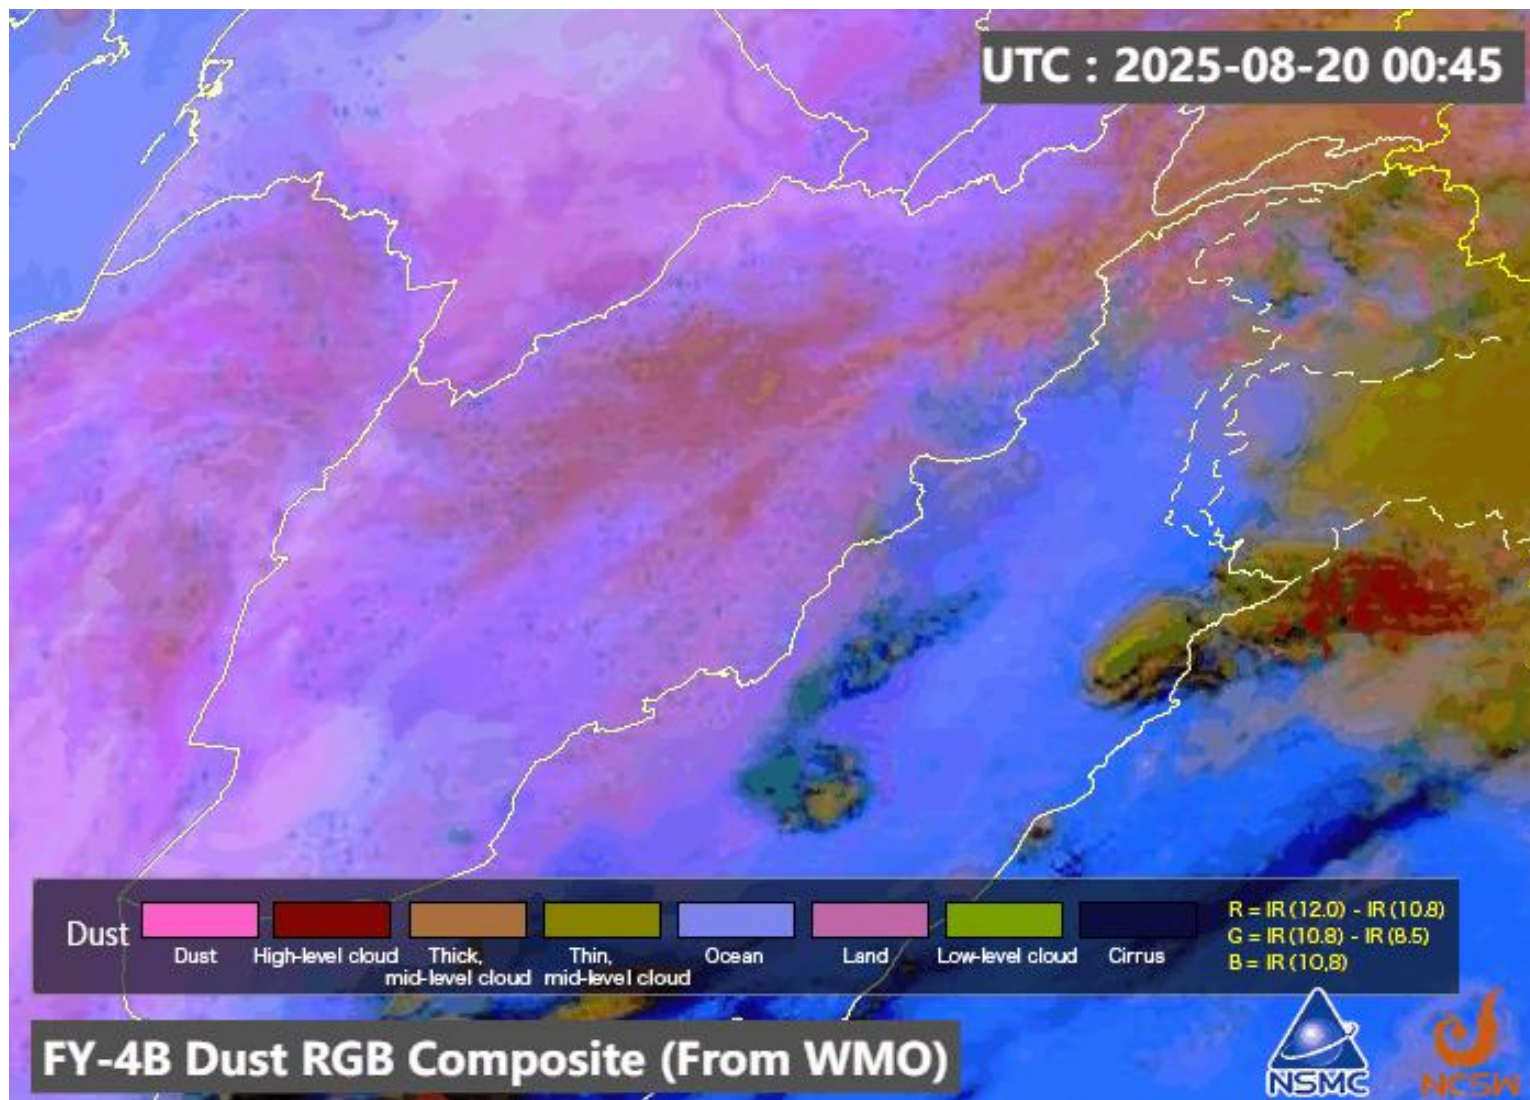 UTC : 2025-08-20 00:45
Dust
Dust
High-level cloud
Thick,
mid-level cloud
Thin,
mid-level cloud
Ocean
Land
Low-level cloud
Cirrus
R = IR (12.0) - IR (10.8)
G = IR (10.8) - IR (8.5)
B = IR (10,8)
FY-4B Dust RGB Composite (From WMO)
NSMC
NCSW